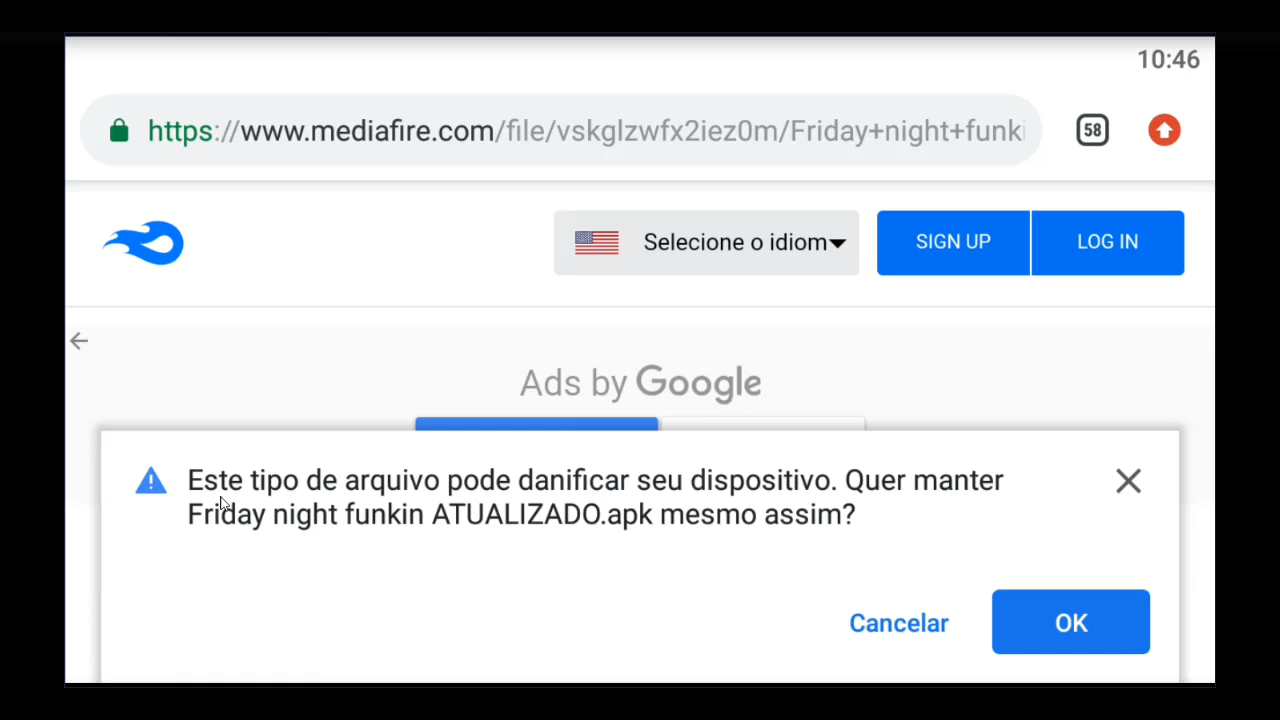 10:46
https://www.mediafire.com/file/vskglzwfx2iez0m/Friday+night+funki
58
Selecione o idiom
SIGN UP
LOG IN
Ads by Google
Este tipo de arquivo pode danificar seu dispositivo. Quer manter
Friday night funkin ATUALIZADO.apk mesmo assim?
Cancelar
OK